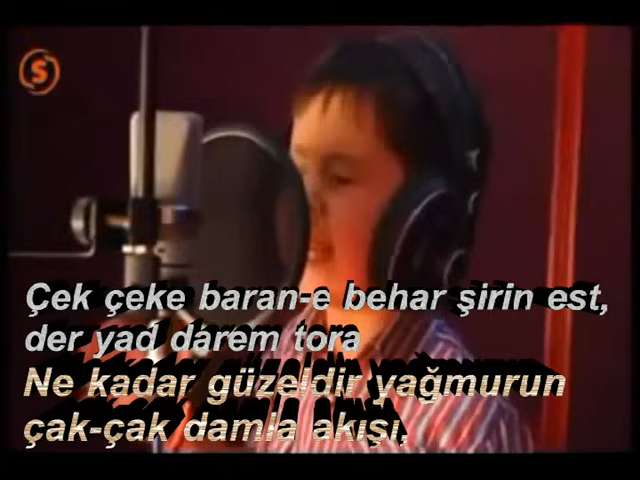 S
Çek çeke baran-e behar şirin est,
der yad darem tora
Ne kadar güzeldir yağmurun
çak-çak damla akışı,